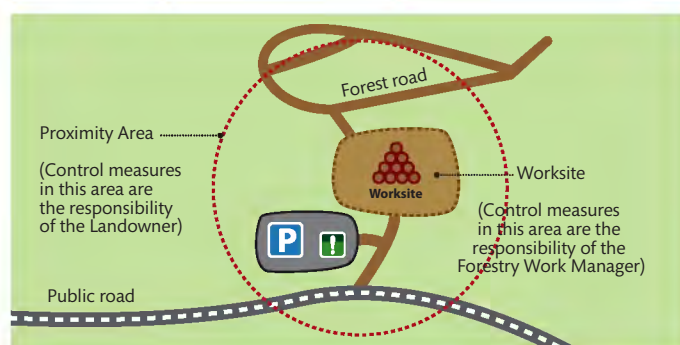 Forest road
Proximity Area
(Control measures
in this area are
the responsibility
of the Landowner)
Worksite
Worksite
(Control measures
in this area are the
responsibility of the
Forestry Work Manager)
P
!
Public road